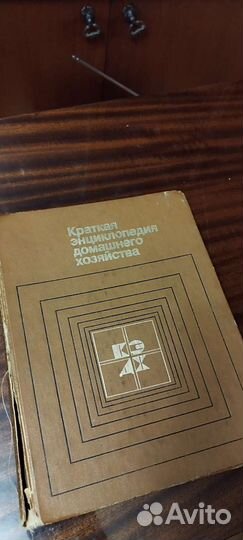 Краткая
энциклопедия
домашнего
хозяйства
КЭ
ДХ
Avito